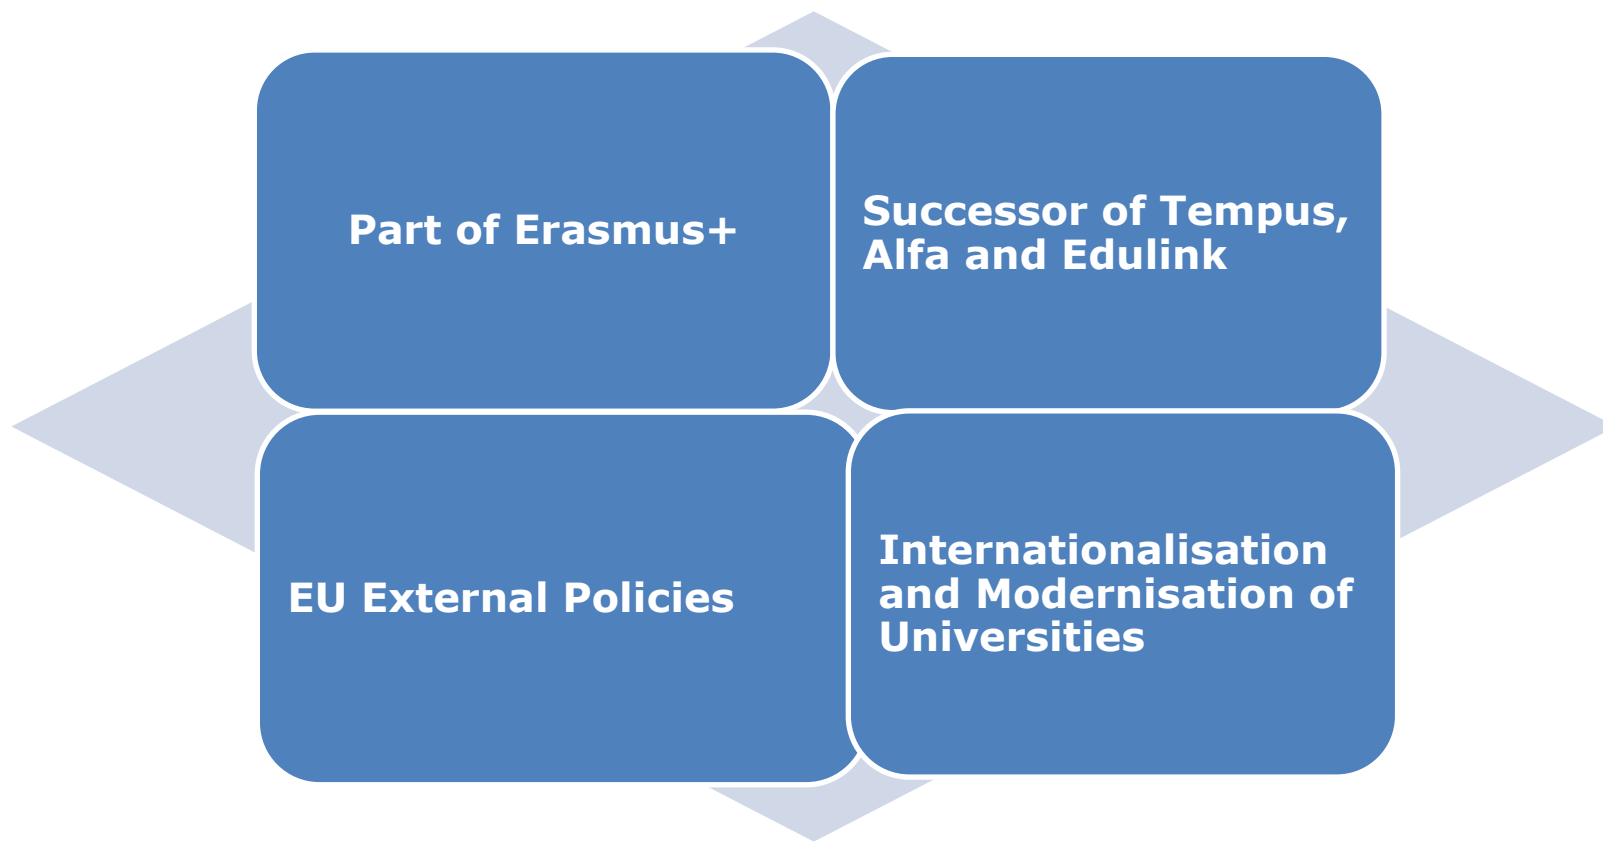 Part of Erasmus+
Successor of Tempus,
Alfa and Edulink
EU External Policies
Internationalisation
and Modernisation of
Universities